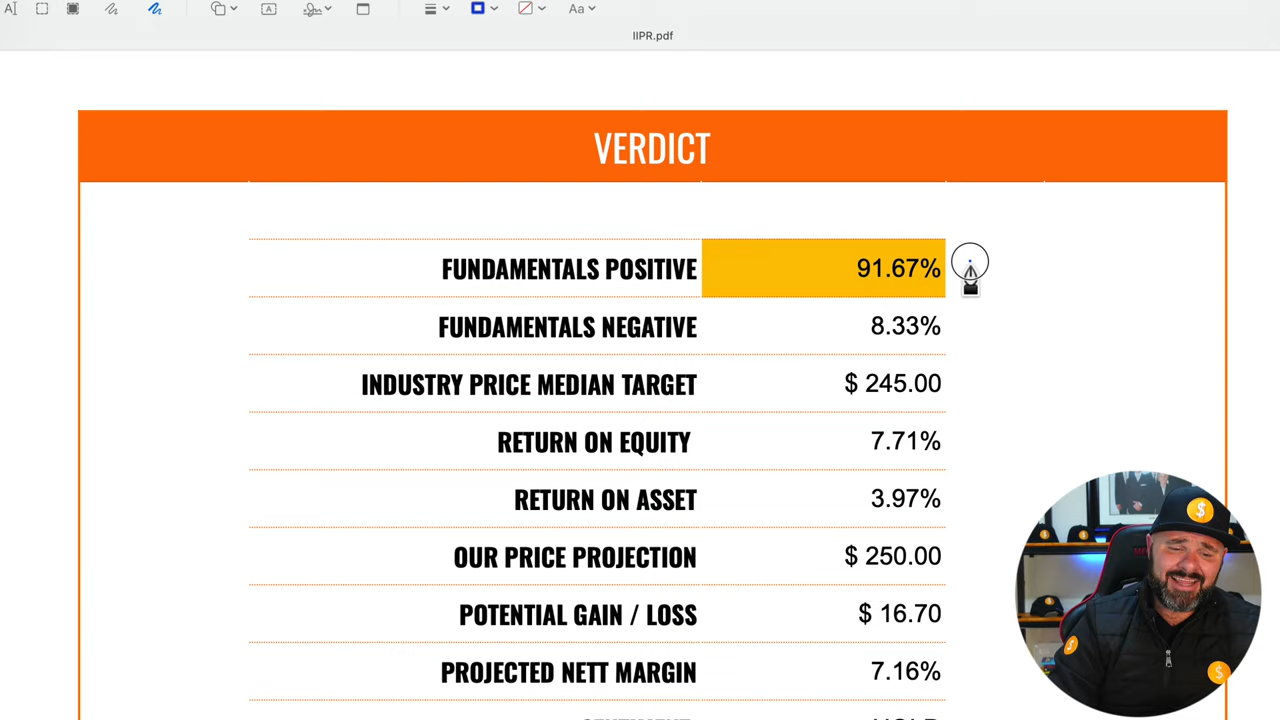 Aa
IIPR.pdf
VERDICT
FUNDAMENTALS POSITIVE 91.67%
FUNDAMENTALS NEGATIVE 8.33%
INDUSTRY PRICE MEDIAN TARGET $ 245.00
RETURN ON EQUITY 7.71%
RETURN ON ASSET 3.97%
OUR PRICE PROJECTION $ 250.00
POTENTIAL GAIN / LOSS $ 16.70
PROJECTED NETT MARGIN 7.16%